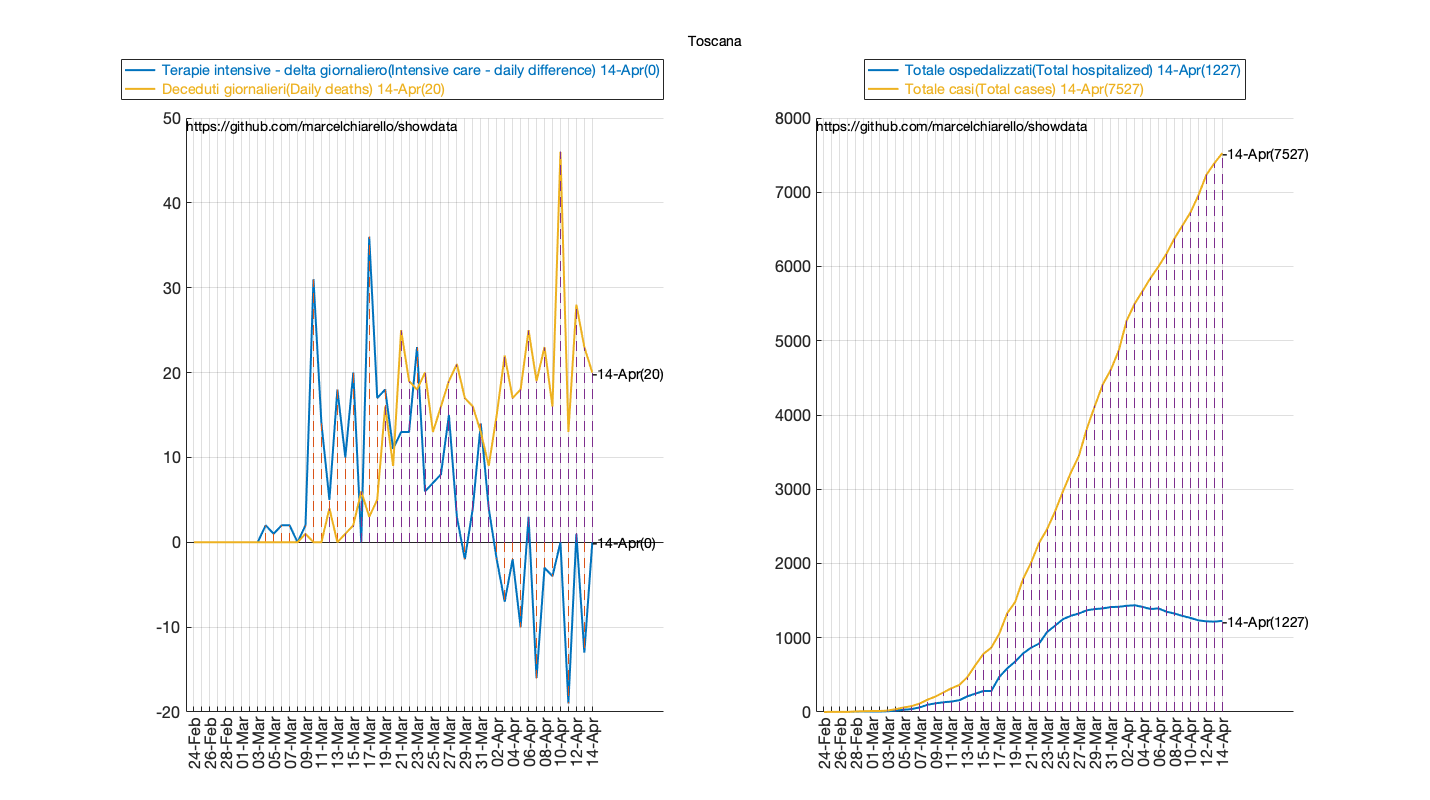 Toscana
Terapie intensive - delta giornaliero(Intensive care - daily difference) 14-Apr(0)
Deceduti giornalieri(Daily deaths) 14-Apr(20)
50
https://github.com/marcelchiarello/showdata
40
30
20
14-Apr(20)
10
0
14-Apr(0)
-10
-20
24-Feb
26-Feb
28-Feb
01-Mar
03-Mar
05-Mar
07-Mar
09-Mar
11-Mar
13-Mar
15-Mar
17-Mar
19-Mar
21-Mar
23-Mar
25-Mar
27-Mar
29-Mar
31-Mar
02-Apr
04-Apr
06-Apr
08-Apr
10-Apr
12-Apr
14-Apr
Totale ospedalizzati(Total hospitalized) 14-Apr(1227)
Totale casi(Total cases) 14-Apr(7527)
8000
https://github.com/marcelchiarello/showdata
14-Apr(7527)
7000
6000
5000
4000
3000
2000
1000
14-Apr(1227)
0
24-Feb
26-Feb
28-Feb
01-Mar
03-Mar
05-Mar
07-Mar
09-Mar
11-Mar
13-Mar
15-Mar
17-Mar
19-Mar
21-Mar
23-Mar
25-Mar
27-Mar
29-Mar
31-Mar
02-Apr
04-Apr
06-Apr
08-Apr
10-Apr
12-Apr
14-Apr